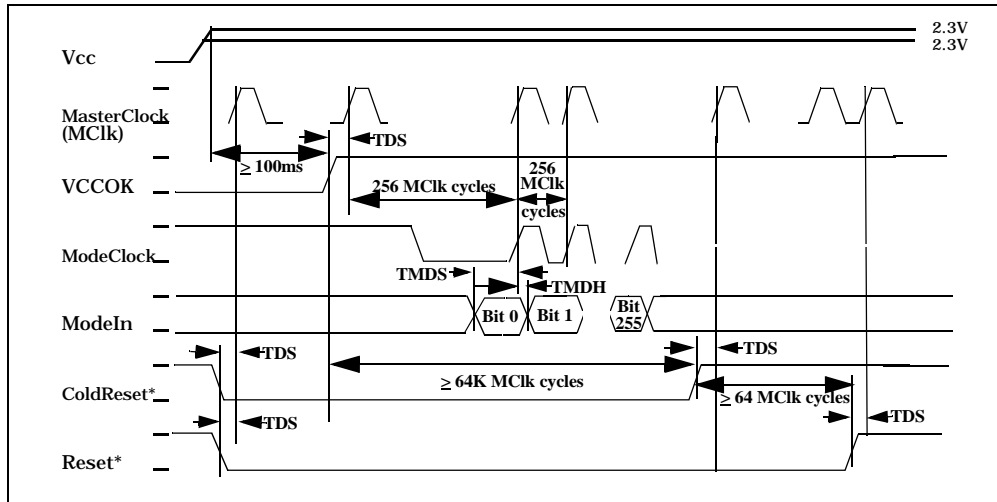 2.3V
2.3V
Vcc
MasterClock
(MClk)
TDS
≥ 100ms
VCCOK
256 MClk cycles
256
MClk
cycles
ModeClock
TMDS
TMDH
ModeIn
Bit 0
Bit 1
Bit
255
TDS
TDS
ColdReset*
≥ 64K MClk cycles
≥ 64 MClk cycles
TDS
TDS
Reset*